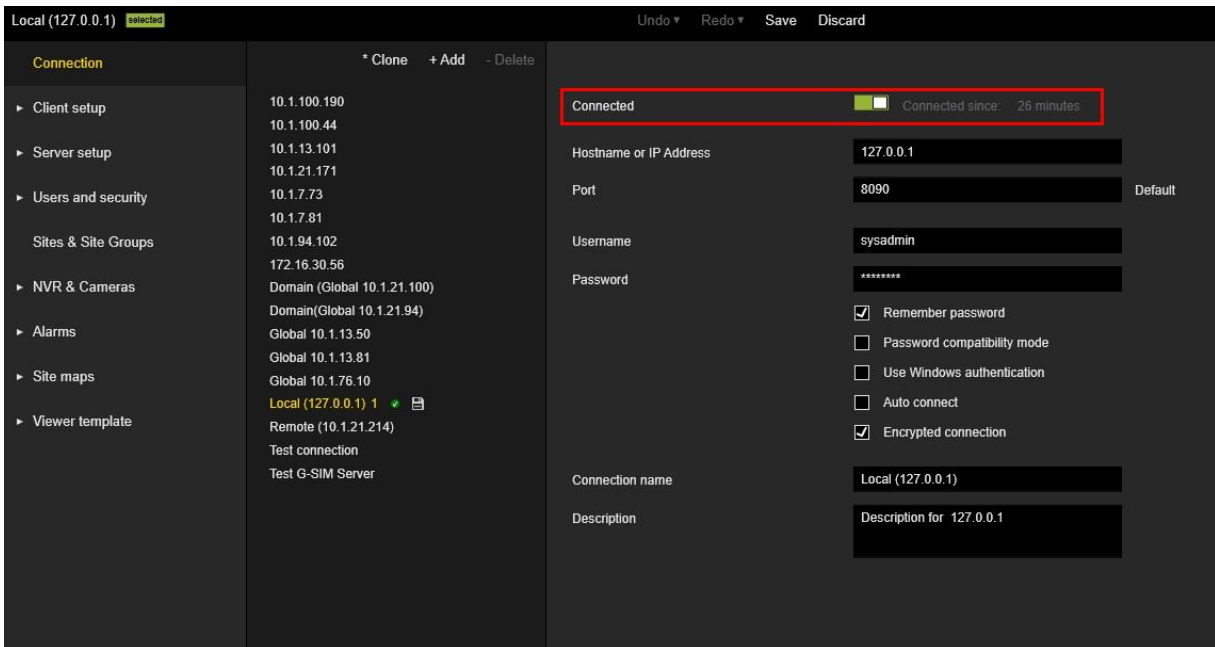 Local (127.0.0.1) selected Undo ▾ Redo ▾ Save Discard
Connection
▸ Client setup
▸ Server setup
▸ Users and security
Sites & Site Groups
▸ NVR & Cameras
▸ Alarms
▸ Site maps
▸ Viewer template
* Clone + Add - Delete
10.1.100.190
10.1.100.44
10.1.13.101
10.1.21.171
10.1.7.73
10.1.7.81
10.1.94.102
172.16.30.56
Domain (Global 10.1.21.100)
Domain(Global 10.1.21.94)
Global 10.1.13.50
Global 10.1.13.81
Global 10.1.76.10
Local (127.0.0.1) 1
Remote (10.1.21.214)
Test connection
Test G-SIM Server
Connected Connected since: 26 minutes
Hostname or IP Address 127.0.0.1
Port 8090 Default
Username sysadmin
Password ********
Remember password
Password compatibility mode
Use Windows authentication
Auto connect
Encrypted connection
Connection name Local (127.0.0.1)
Description Description for 127.0.0.1